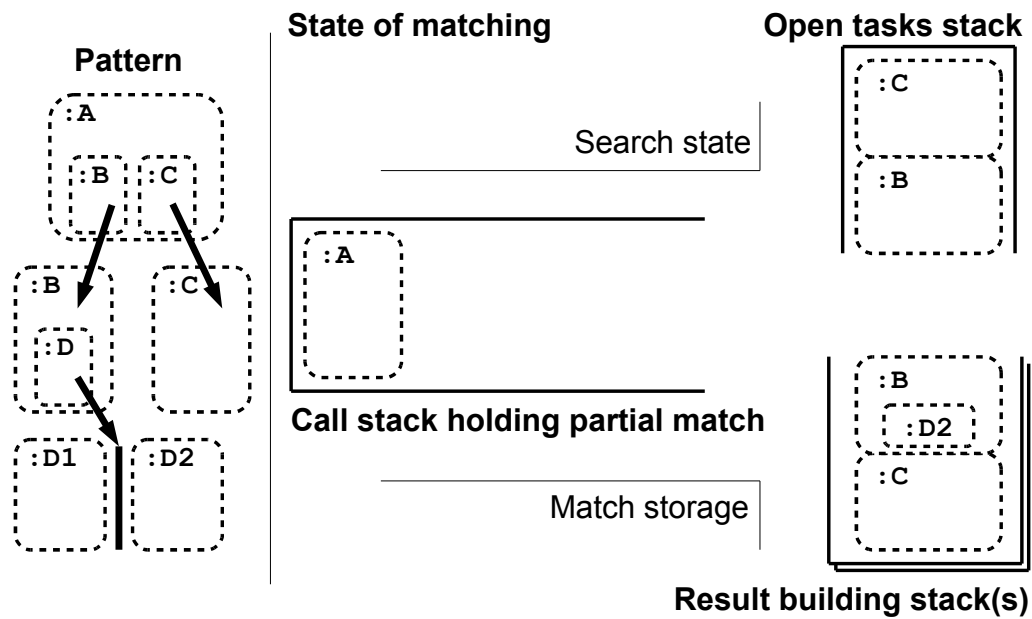 State of matching
Open tasks stack
Pattern
:A
:B
:C
:B
:C
:D
:D1
:D2
Search state
:A
Call stack holding partial match
Match storage
:C
:B
:B
:D2
:C
Result building stack(s)